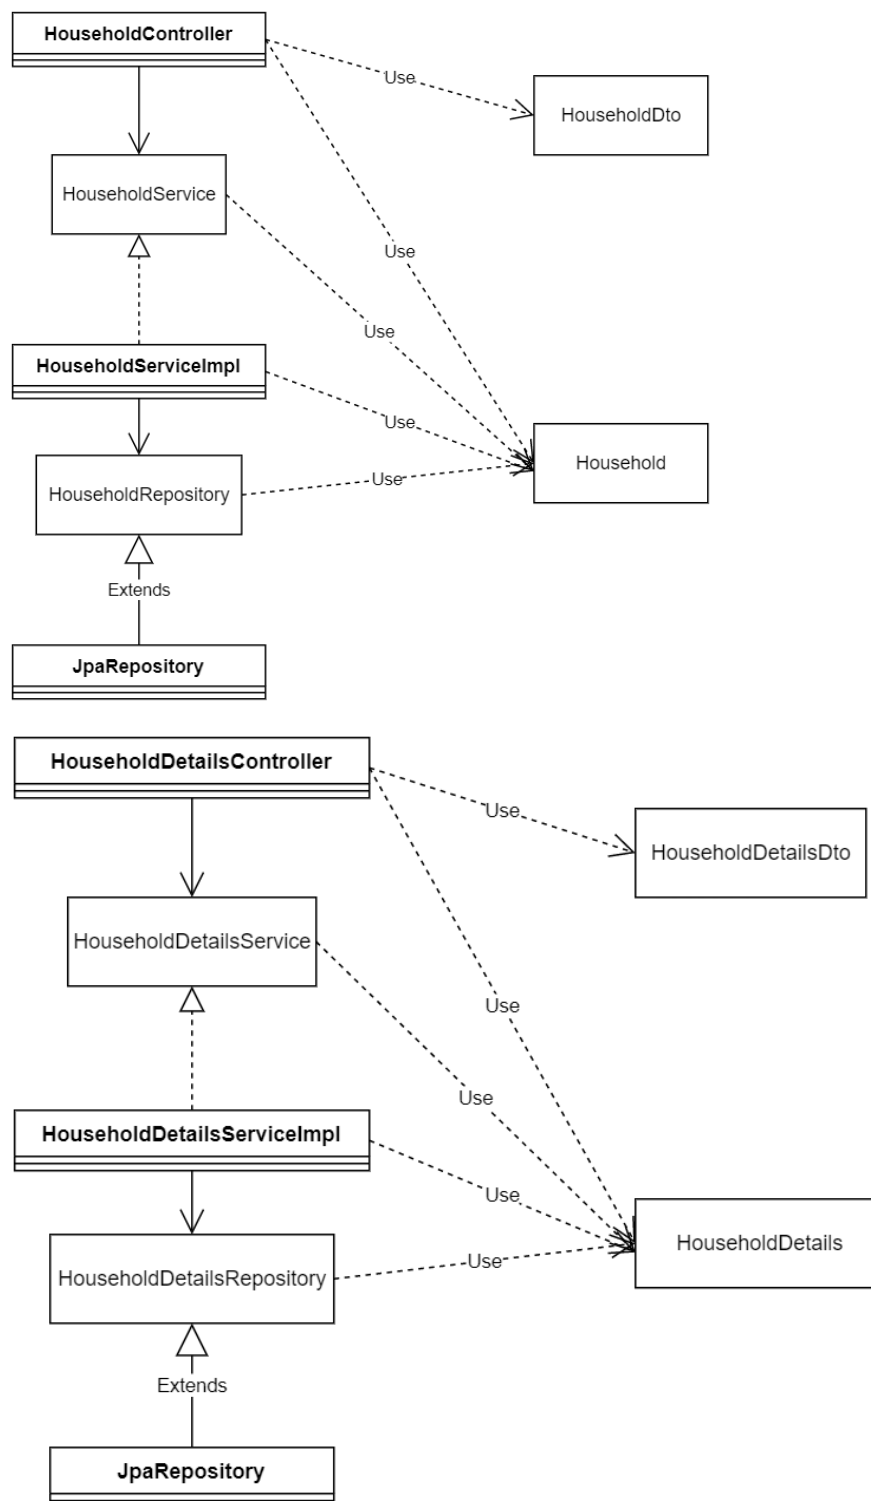 HouseholdController
Use
HouseholdDto
HouseholdService
Use
Use
HouseholdServiceImpl
Use
Household
Use
HouseholdRepository
Extends
JpaRepository
HouseholdDetailsController
Use
HouseholdDetailsDto
HouseholdDetailsService
Use
Use
HouseholdDetailsServiceImpl
Use
HouseholdDetails
Use
HouseholdDetailsRepository
Extends
JpaRepository